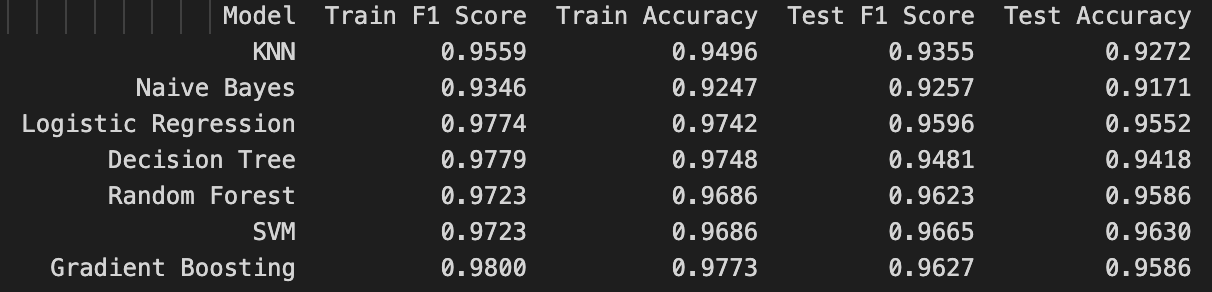 Model Train F1 Score Train Accuracy Test F1 Score Test Accuracy
KNN 0.9559 0.9496 0.9355 0.9272
Naive Bayes 0.9346 0.9247 0.9257 0.9171
Logistic Regression 0.9774 0.9742 0.9596 0.9552
Decision Tree 0.9779 0.9748 0.9481 0.9418
Random Forest 0.9723 0.9686 0.9623 0.9586
SVM 0.9723 0.9686 0.9665 0.9630
Gradient Boosting 0.9800 0.9773 0.9627 0.9586